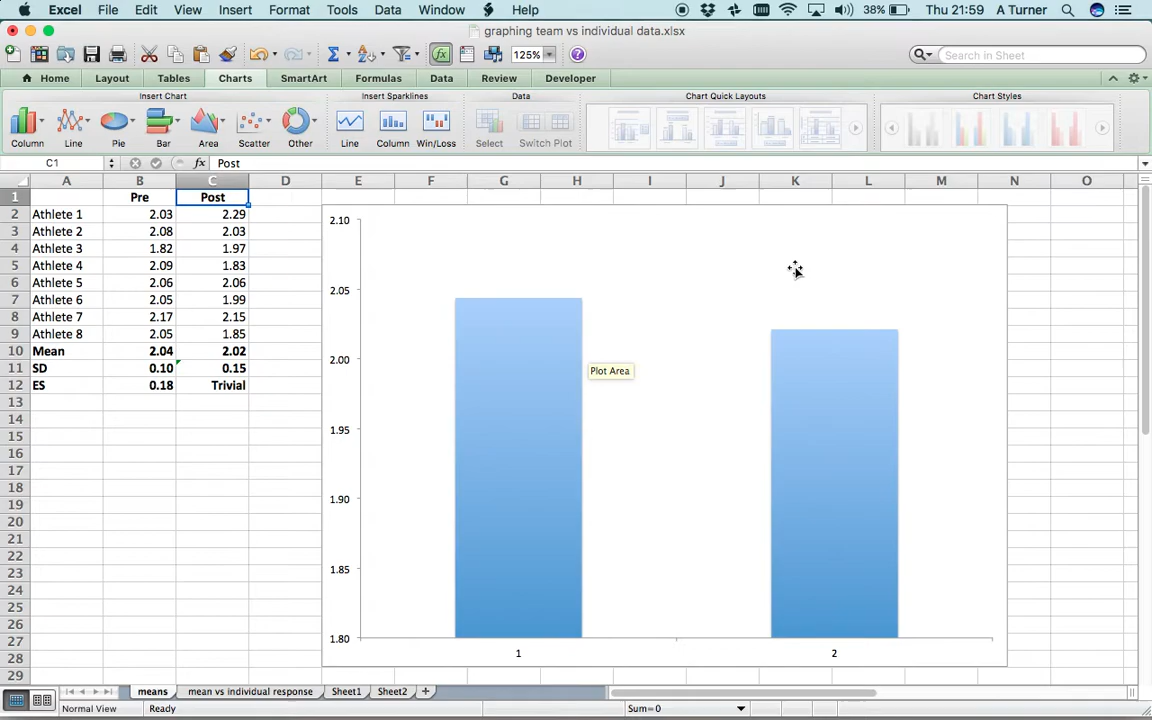 Excel File Edit View Insert Format Tools Data Window Help 38% Thu 21:59 A Turner
graphing team vs individual data.xlsx
125% Search in Sheet
Home Layout Tables Charts SmartArt Formulas Data Review Developer
Insert Chart Insert Sparklines Data Chart Quick Layouts Chart Styles
Column Line Pie Bar Area Scatter Other Line Column Win/Loss Select Switch Plot
C1 fx Post
A B C D E F G H I J K L M N O
1 Pre Post
2 Athlete 1 2.03 2.29
3 Athlete 2 2.08 2.03
4 Athlete 3 1.82 1.97
5 Athlete 4 2.09 1.83
6 Athlete 5 2.06 2.06
7 Athlete 6 2.05 1.99
8 Athlete 7 2.17 2.15
9 Athlete 8 2.05 1.85
10 Mean 2.04 2.02
11 SD 0.10 0.15
12 ES 0.18 Trivial
13
14
15
16
17
18
19
20
21
22
23
24
25
26
27
28
29
2.10
2.05
2.00
1.95
1.90
1.85
1.80
Plot Area
1 2
means mean vs individual response Sheet1 Sheet2
Normal View Ready Sum=0